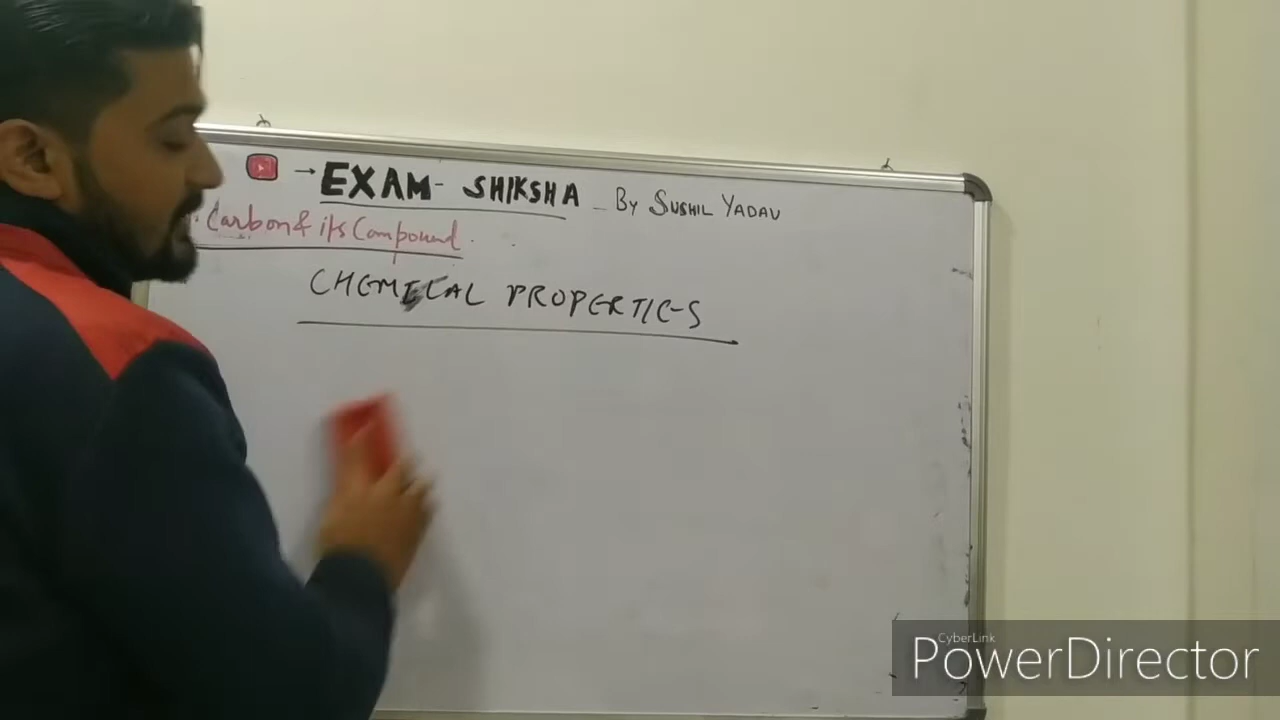 → EXAM- SHIKSHA - By SUSHIL YADAV
Carbon & its Compound.
CHEMICAL PROPERTIES
CyberLink
PowerDirector